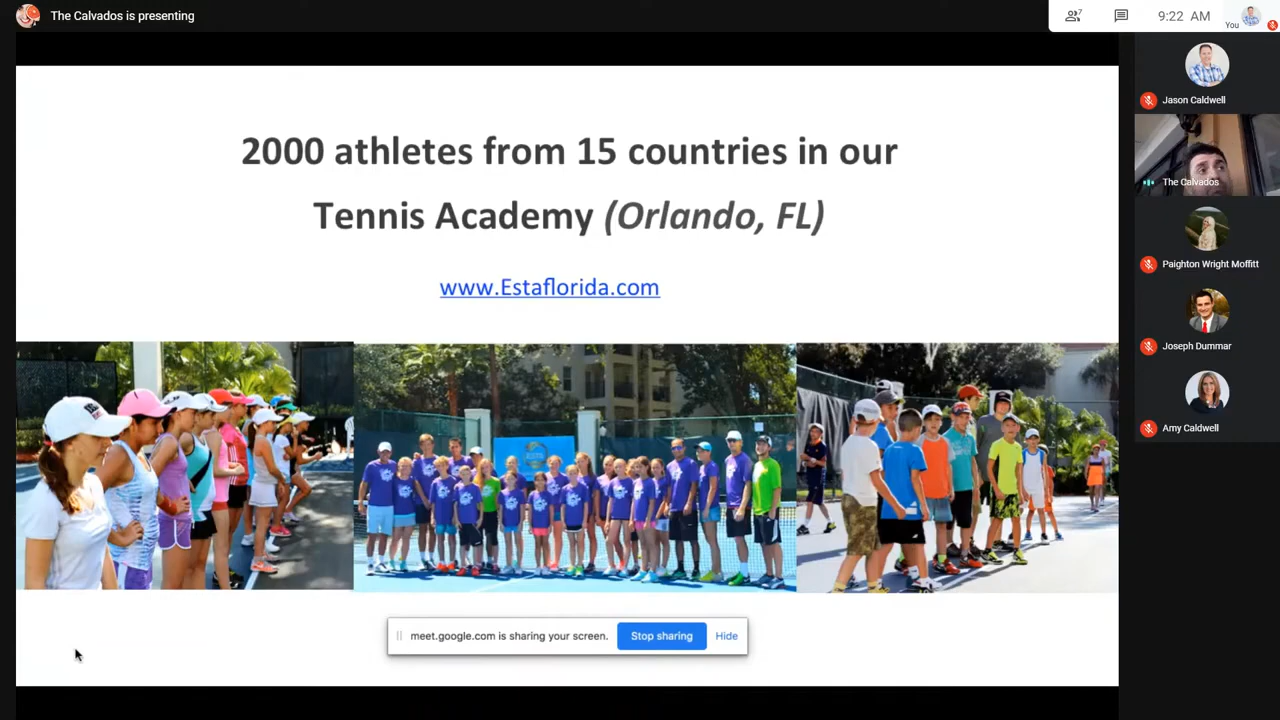 The Calvados is presenting
7
9:22 AM
You
2000 athletes from 15 countries in our
Tennis Academy (Orlando, FL)
www.Estaflorida.com
meet.google.com is sharing your screen.
Stop sharing
Hide
Jason Caldwell
The Calvados
Paighton Wright Moffitt
Joseph Dummar
Amy Caldwell